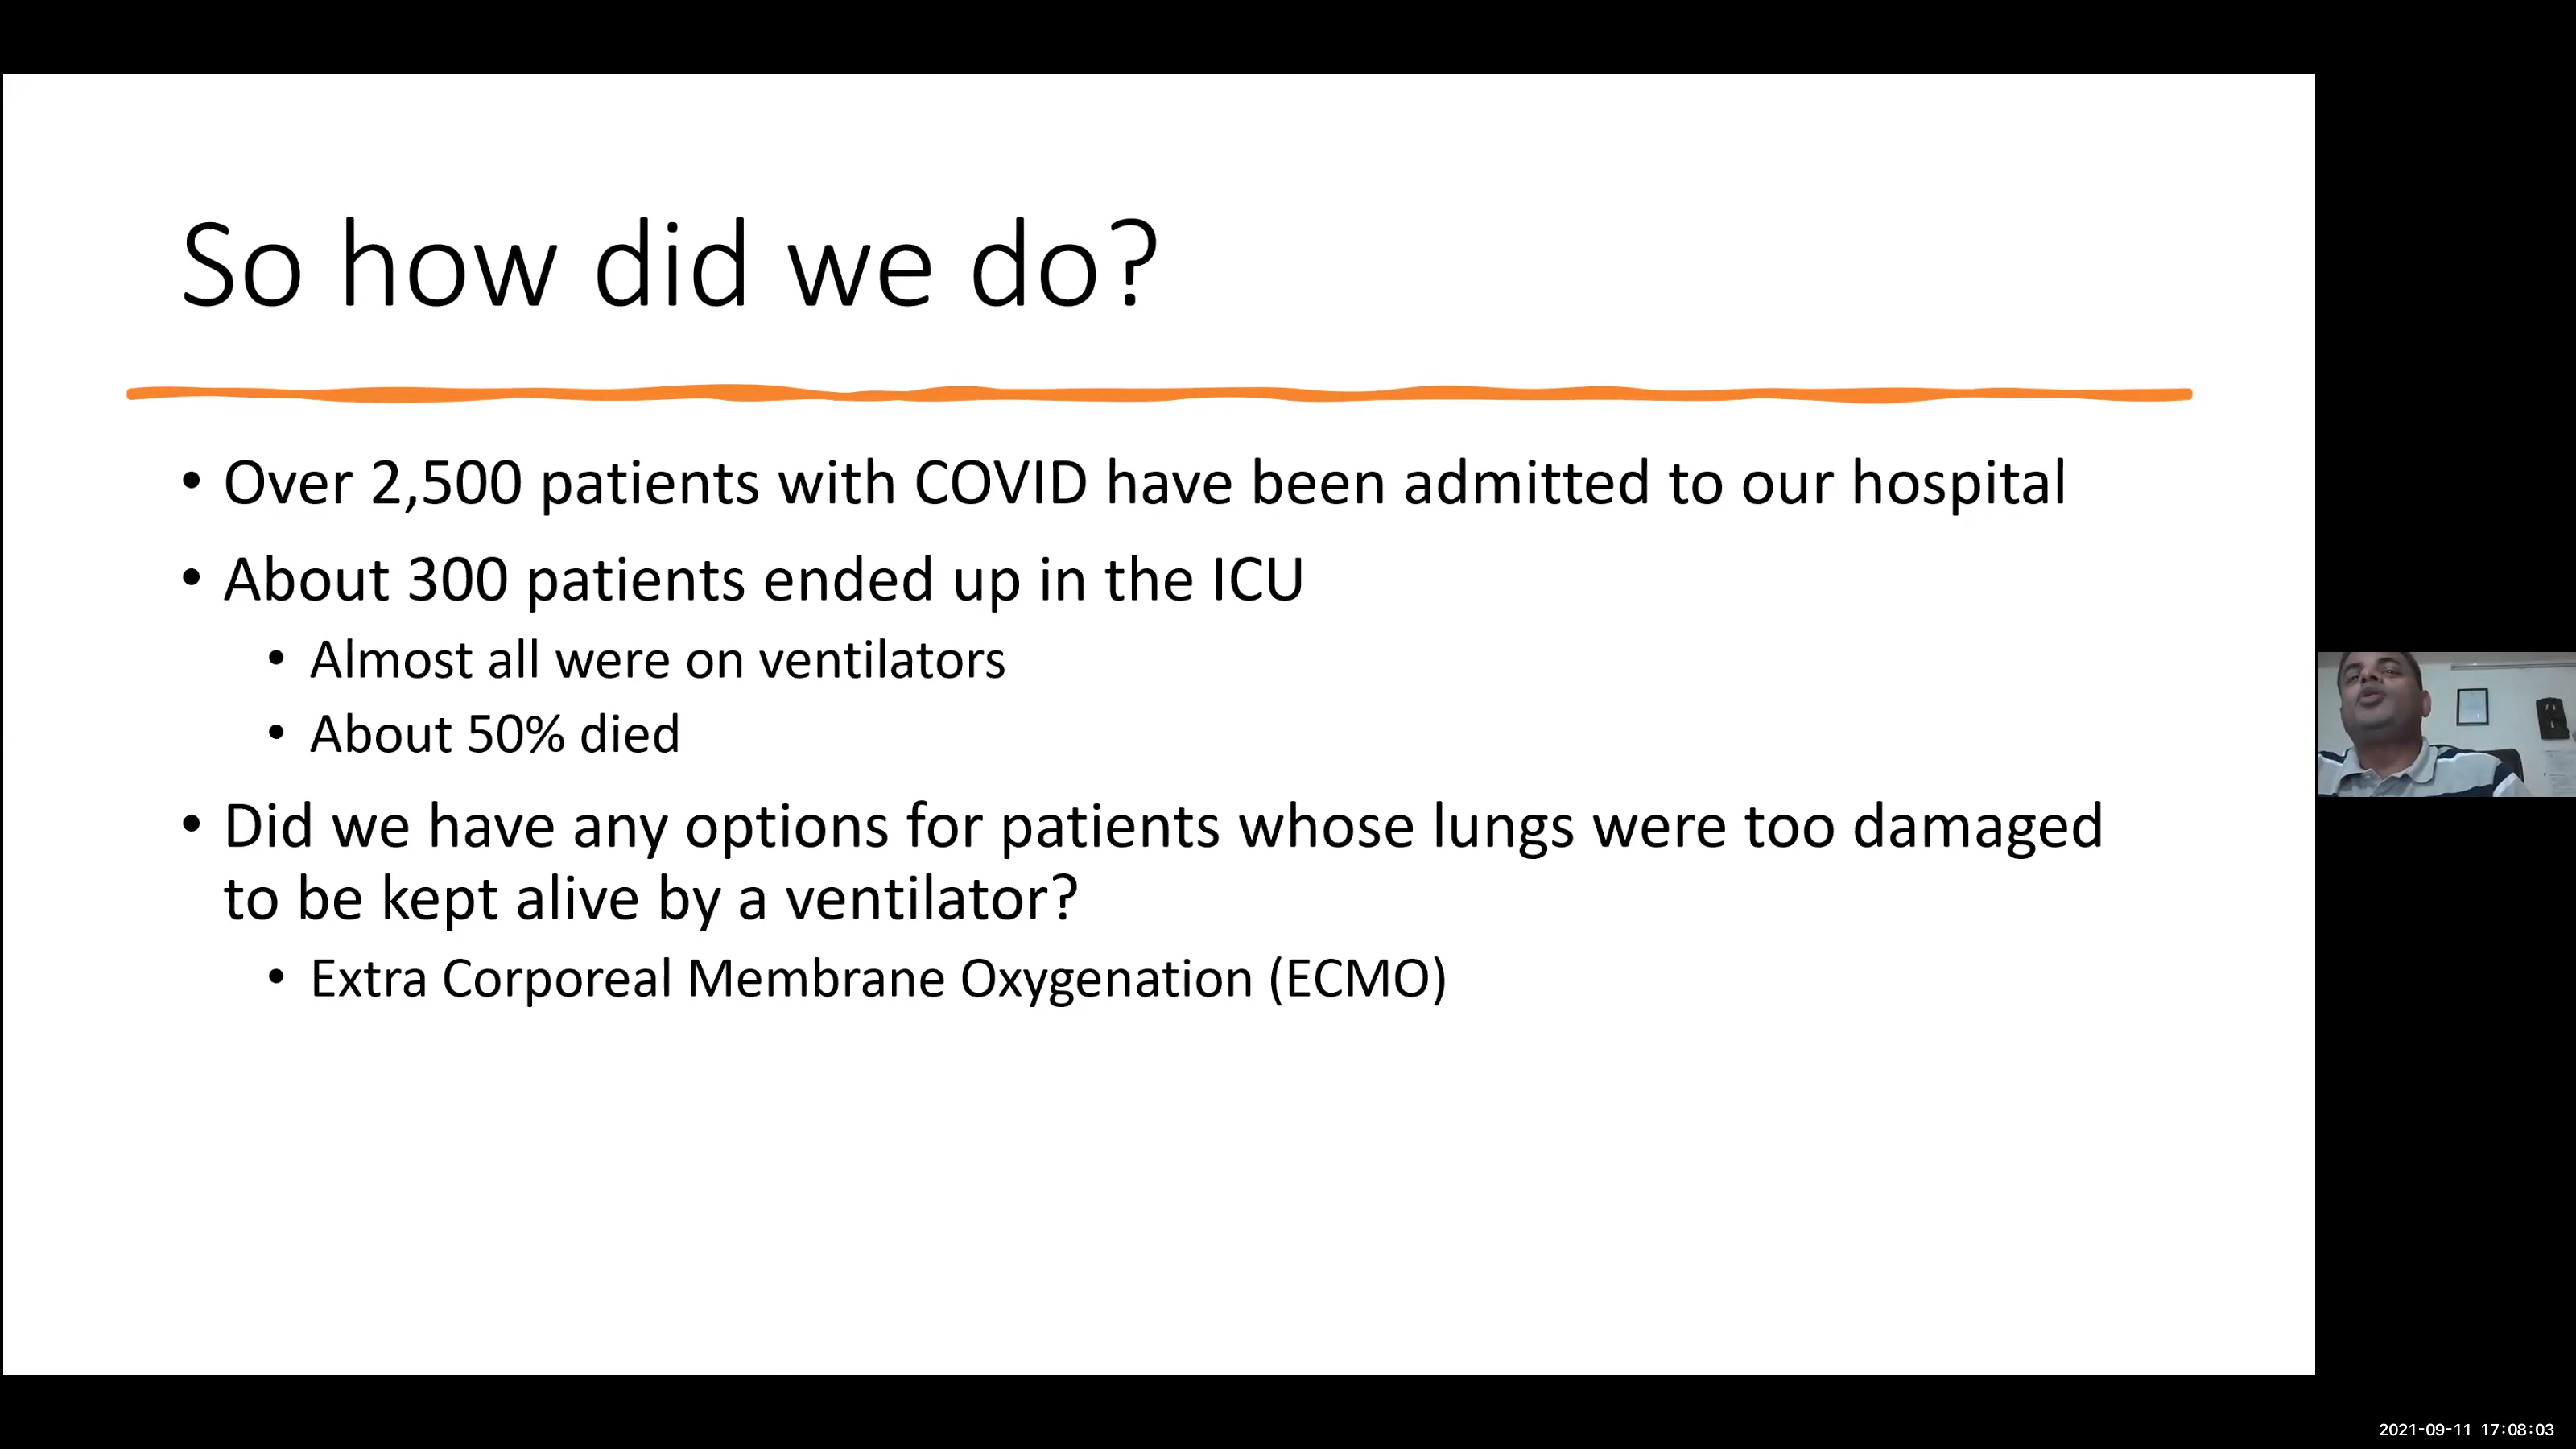 So how did we do?
• Over 2,500 patients with COVID have been admitted to our hospital
• About 300 patients ended up in the ICU
• Almost all were on ventilators
• About 50% died
• Did we have any options for patients whose lungs were too damaged
to be kept alive by a ventilator?
• Extra Corporeal Membrane Oxygenation (ECMO)
2021-09-11 17:08:03